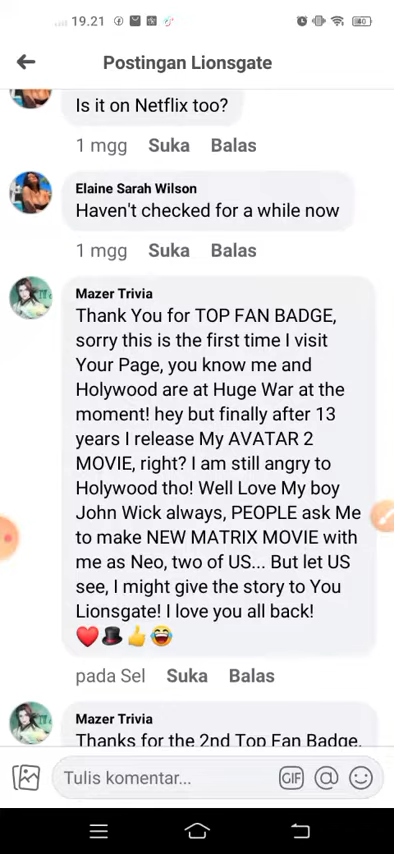 19.21
Postingan Lionsgate
Is it on Netflix too?
1 mgg Suka Balas
Elaine Sarah Wilson
Haven't checked for a while now
1 mgg Suka Balas
Mazer Trivia
Thank You for TOP FAN BADGE,
sorry this is the first time I visit
Your Page, you know me and
Holywood are at Huge War at the
moment! hey but finally after 13
years I release My AVATAR 2
MOVIE, right? I am still angry to
Holywood tho! Well Love My boy
John Wick always, PEOPLE ask Me
to make NEW MATRIX MOVIE with
me as Neo, two of US... But let US
see, I might give the story to You
Lionsgate! I love you all back!
❤️🎩👍😂
pada Sel Suka Balas
Mazer Trivia
Thanks for the 2nd Top Fan Badge,
Tulis komentar... GIF @